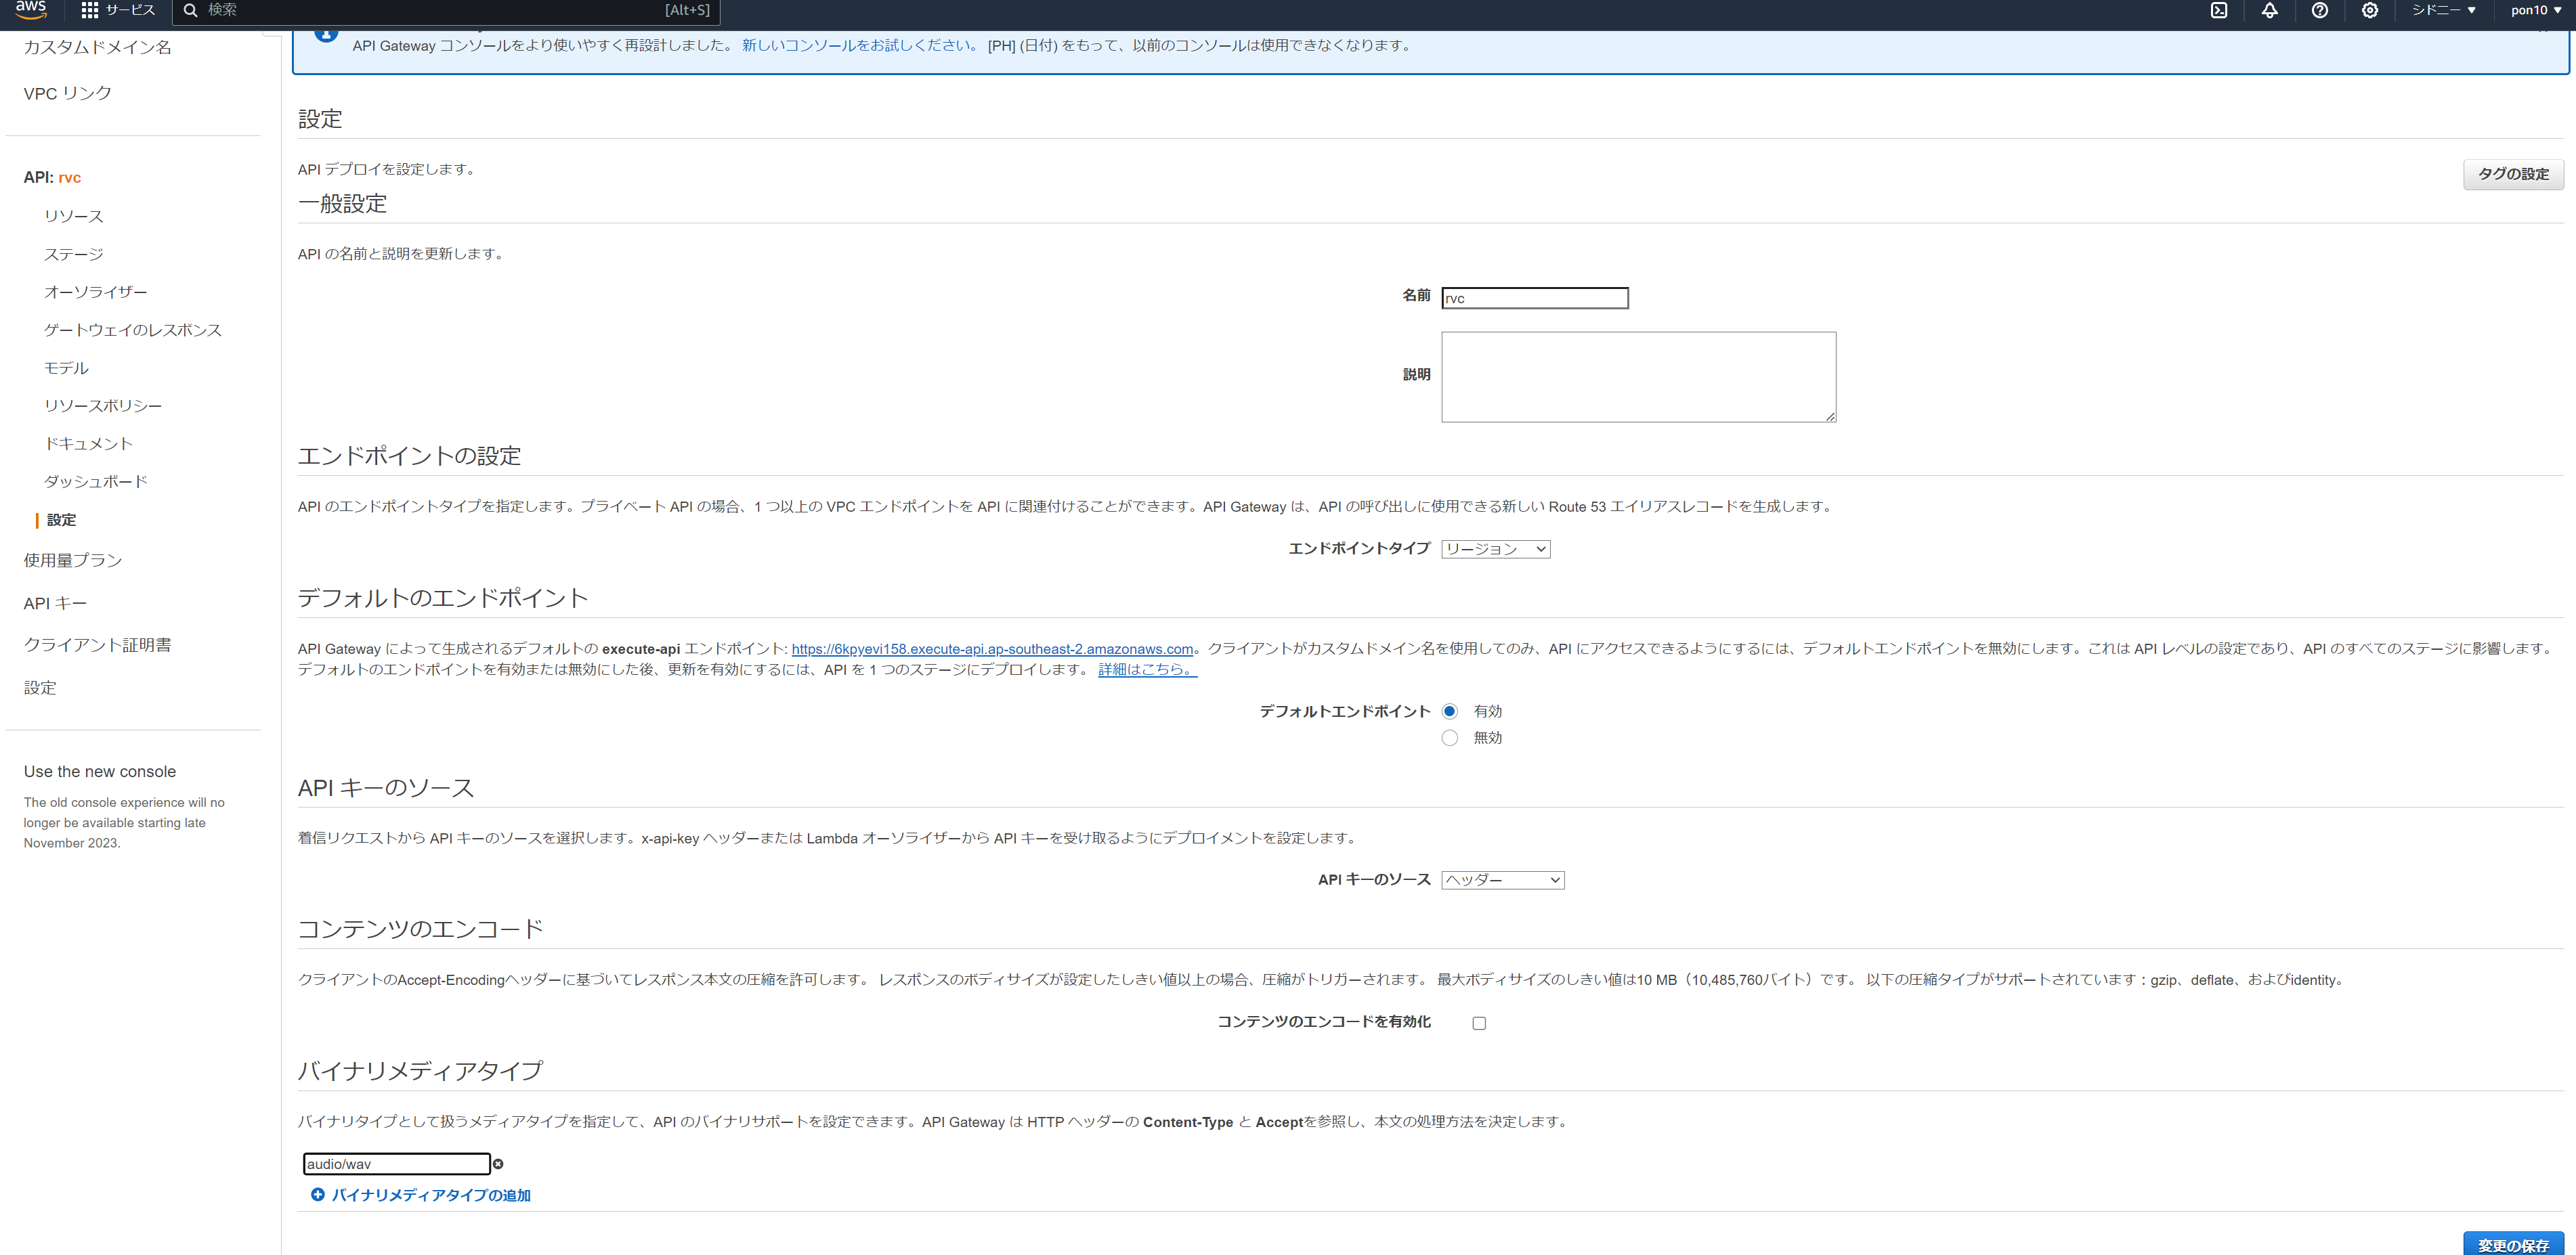 aws
サービス
検索
[Alt+S]
シドニー ▼
pon10 ▼
カスタムドメイン名
VPC リンク
API: rvc
リソース
ステージ
オーソライザー
ゲートウェイのレスポンス
モデル
リソースポリシー
ドキュメント
ダッシュボード
設定
使用量プラン
API キー
クライアント証明書
設定
Use the new console
The old console experience will no
longer be available starting late
November 2023.
API Gateway コンソールをより使いやすく再設計しました。 新しいコンソールをお試しください。 [PH] (日付) をもって、以前のコンソールは使用できなくなります。
設定
API デプロイを設定します。
タグの設定
一般設定
API の名前と説明を更新します。
名前 rvc
説明
エンドポイントの設定
API のエンドポイントタイプを指定します。プライベート API の場合、1 つ以上の VPC エンドポイントを API に関連付けることができます。API Gateway は、API の呼び出しに使用できる新しい Route 53 エイリアスレコードを生成します。
エンドポイントタイプ リージョン
デフォルトのエンドポイント
API Gateway によって生成されるデフォルトの execute-api エンドポイント: https://6kpyevi158.execute-api.ap-southeast-2.amazonaws.com。クライアントがカスタムドメイン名を使用してのみ、API にアクセスできるようにするには、デフォルトエンドポイントを無効にします。これは API レベルの設定であり、API のすべてのステージに影響します。
デフォルトのエンドポイントを有効または無効にした後、更新を有効にするには、API を 1 つのステージにデプロイします。 詳細はこちら。
デフォルトエンドポイント 有効
無効
API キーのソース
着信リクエストから API キーのソースを選択します。x-api-key ヘッダーまたは Lambda オーソライザーから API キーを受け取るようにデプロイメントを設定します。
API キーのソース ヘッダー
コンテンツのエンコード
クライアントのAccept-Encodingヘッダーに基づいてレスポンス本文の圧縮を許可します。 レスポンスのボディサイズが設定したしきい値以上の場合、圧縮がトリガーされます。 最大ボディサイズのしきい値は10 MB（10,485,760バイト）です。 以下の圧縮タイプがサポートされています：gzip、deflate、およびidentity。
コンテンツのエンコードを有効化
バイナリメディアタイプ
バイナリタイプとして扱うメディアタイプを指定して、API のバイナリサポートを設定できます。API Gateway は HTTP ヘッダーの Content-Type と Acceptを参照し、本文の処理方法を決定します。
audio/wav
バイナリメディアタイプの追加
変更の保存